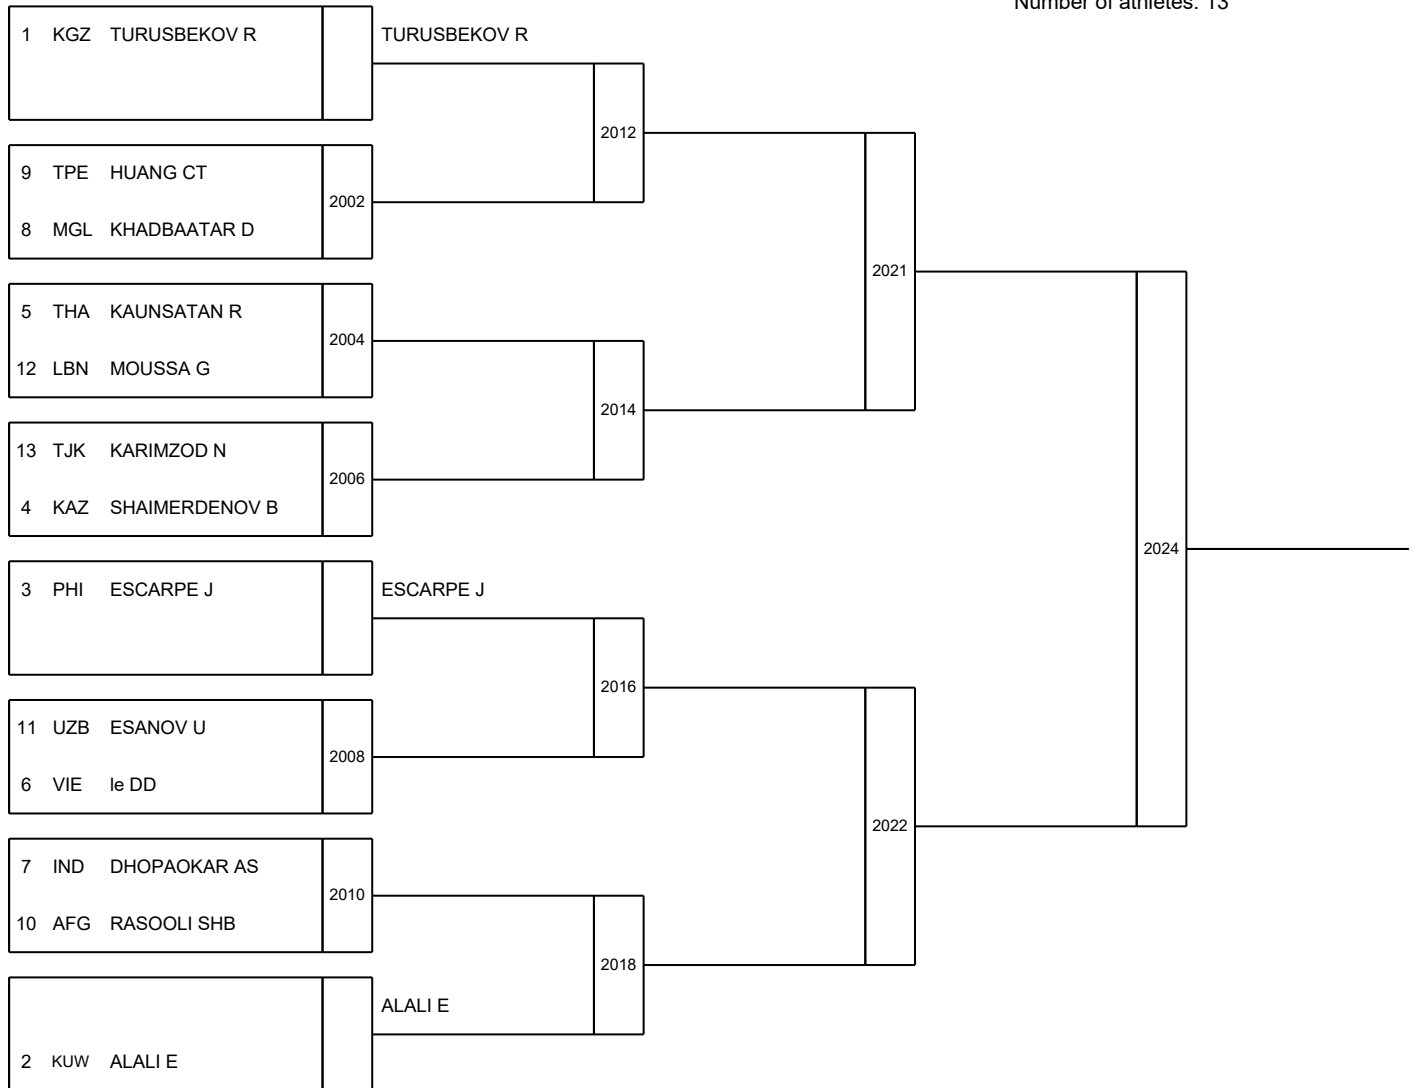 Number of athletes: 13
1 KGZ TURUSBEKOV R
TURUSBEKOV R
2012
9 TPE HUANG CT
2002
8 MGL KHADBAATAR D
2021
5 THA KAUNSATAN R
2004
12 LBN MOUSSA G
2014
13 TJK KARIMZOD N
2006
4 KAZ SHAIMERDENOV B
2024
3 PHI ESCARPE J
ESCARPE J
2016
11 UZB ESANOV U
2008
6 VIE le DD
2022
7 IND DHOPAOKAR AS
2010
10 AFG RASOOLI SHB
2018
ALALI E
2 KUW ALALI E